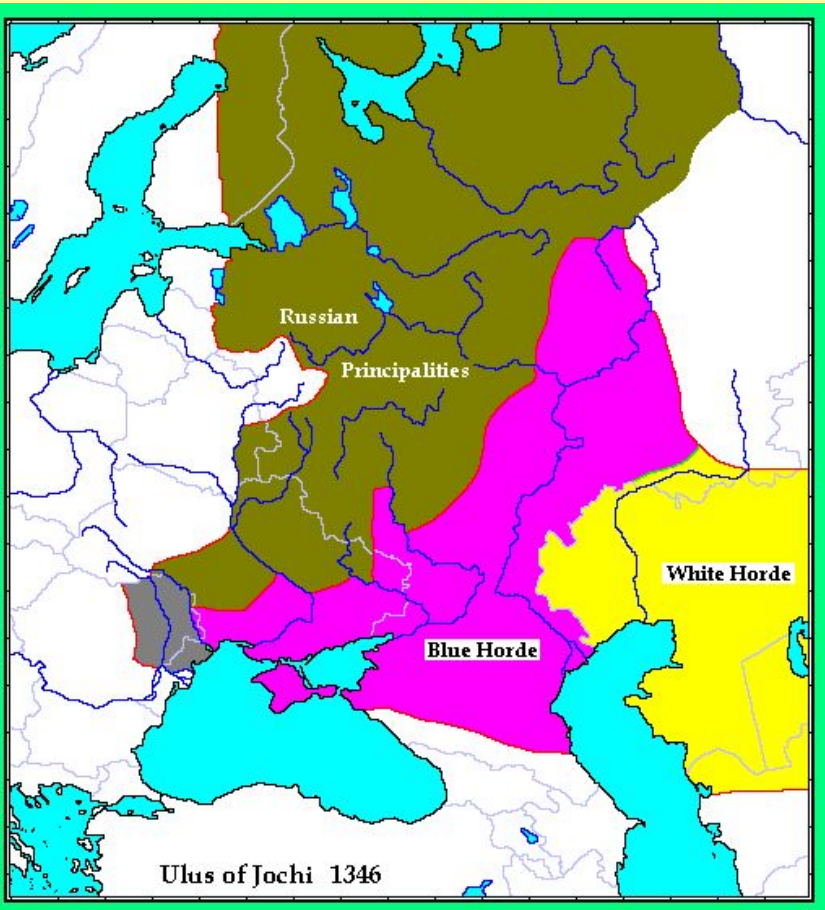 Russian
Principalities
White Horde
Blue Horde
Ulus of Jochi 1346